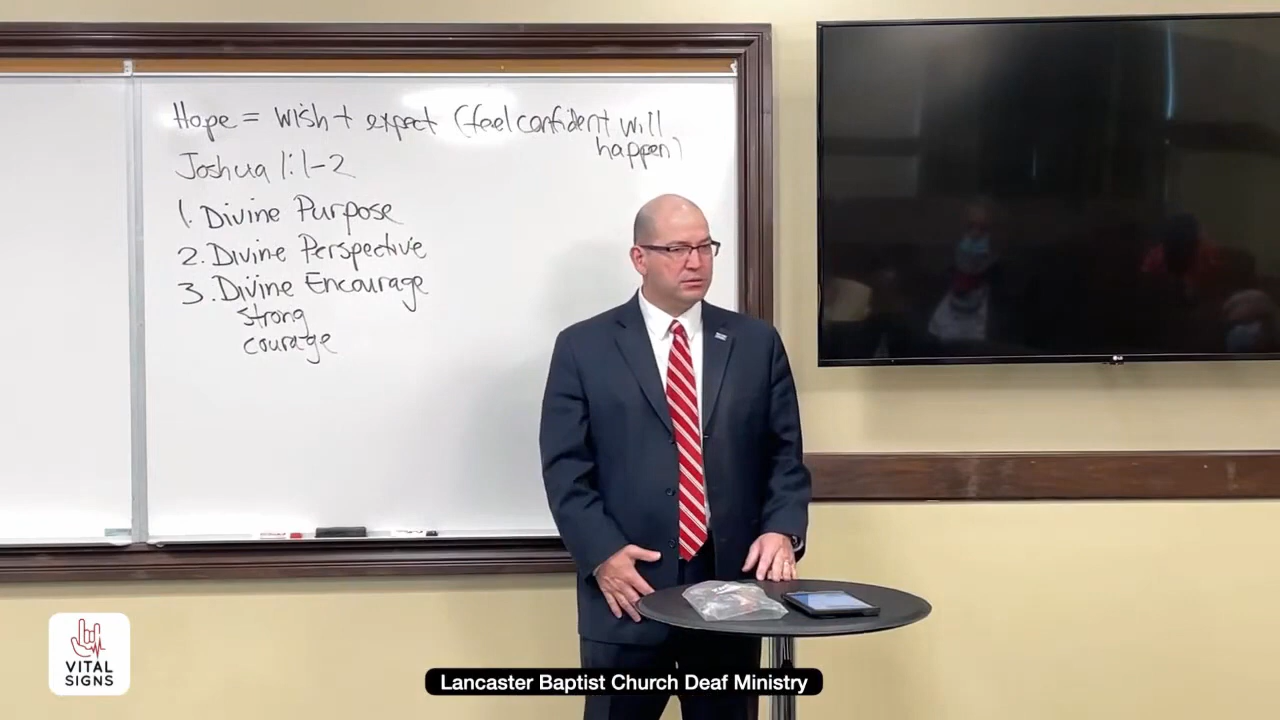 Hope = wish + expect (feel confident will
happen)
Joshua 1:1-2
1. Divine Purpose
2. Divine Perspective
3. Divine Encourage
strong
courage
LG
VITAL
SIGNS
Lancaster Baptist Church Deaf Ministry